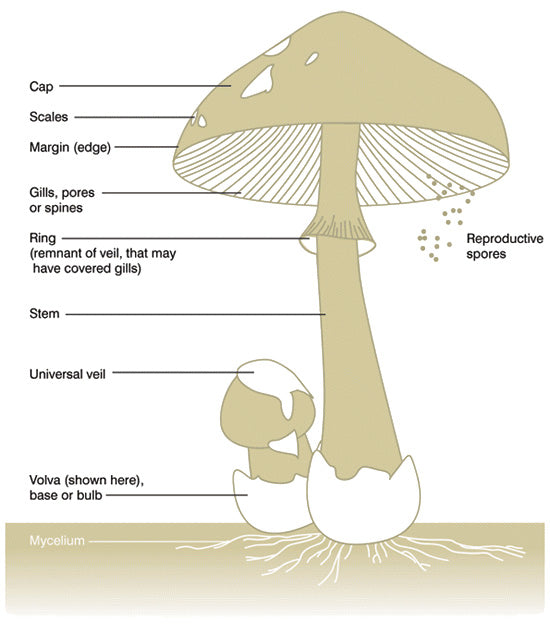 Cap
Scales
Margin (edge)
Gills, pores
or spines
Ring
(remnant of veil, that may
have covered gills)
Reproductive
spores
Stem
Universal veil
Volva (shown here),
base or bulb
Mycelium